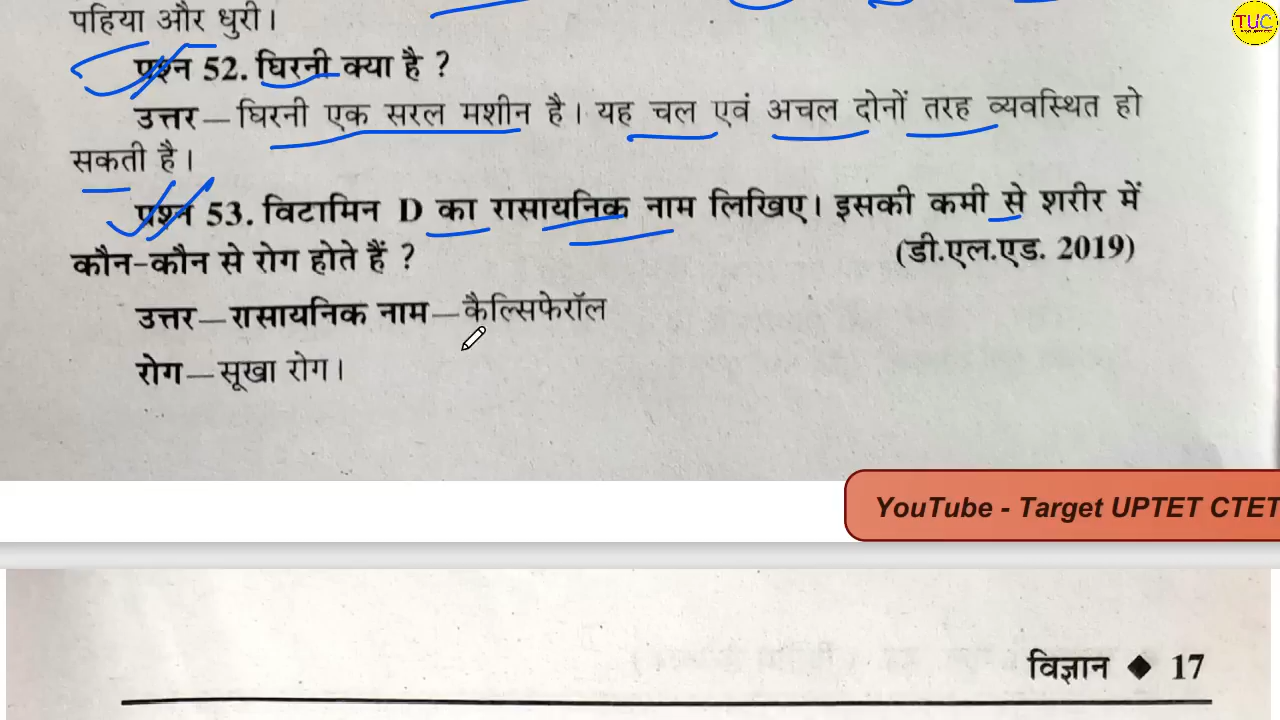 पहिया और धुरी।
TUC
प्रश्न 52. घिरनी क्या है ?
उत्तर—घिरनी एक सरल मशीन है। यह चल एवं अचल दोनों तरह व्यवस्थित हो
सकती है।
प्रश्न 53. विटामिन D का रासायनिक नाम लिखिए। इसकी कमी से शरीर में
कौन-कौन से रोग होते हैं ?
(डी.एल.एड. 2019)
उत्तर—रासायनिक नाम—कैल्सिफेरॉल
रोग—सूखा रोग।
YouTube - Target UPTET CTET
विज्ञान ◆ 17